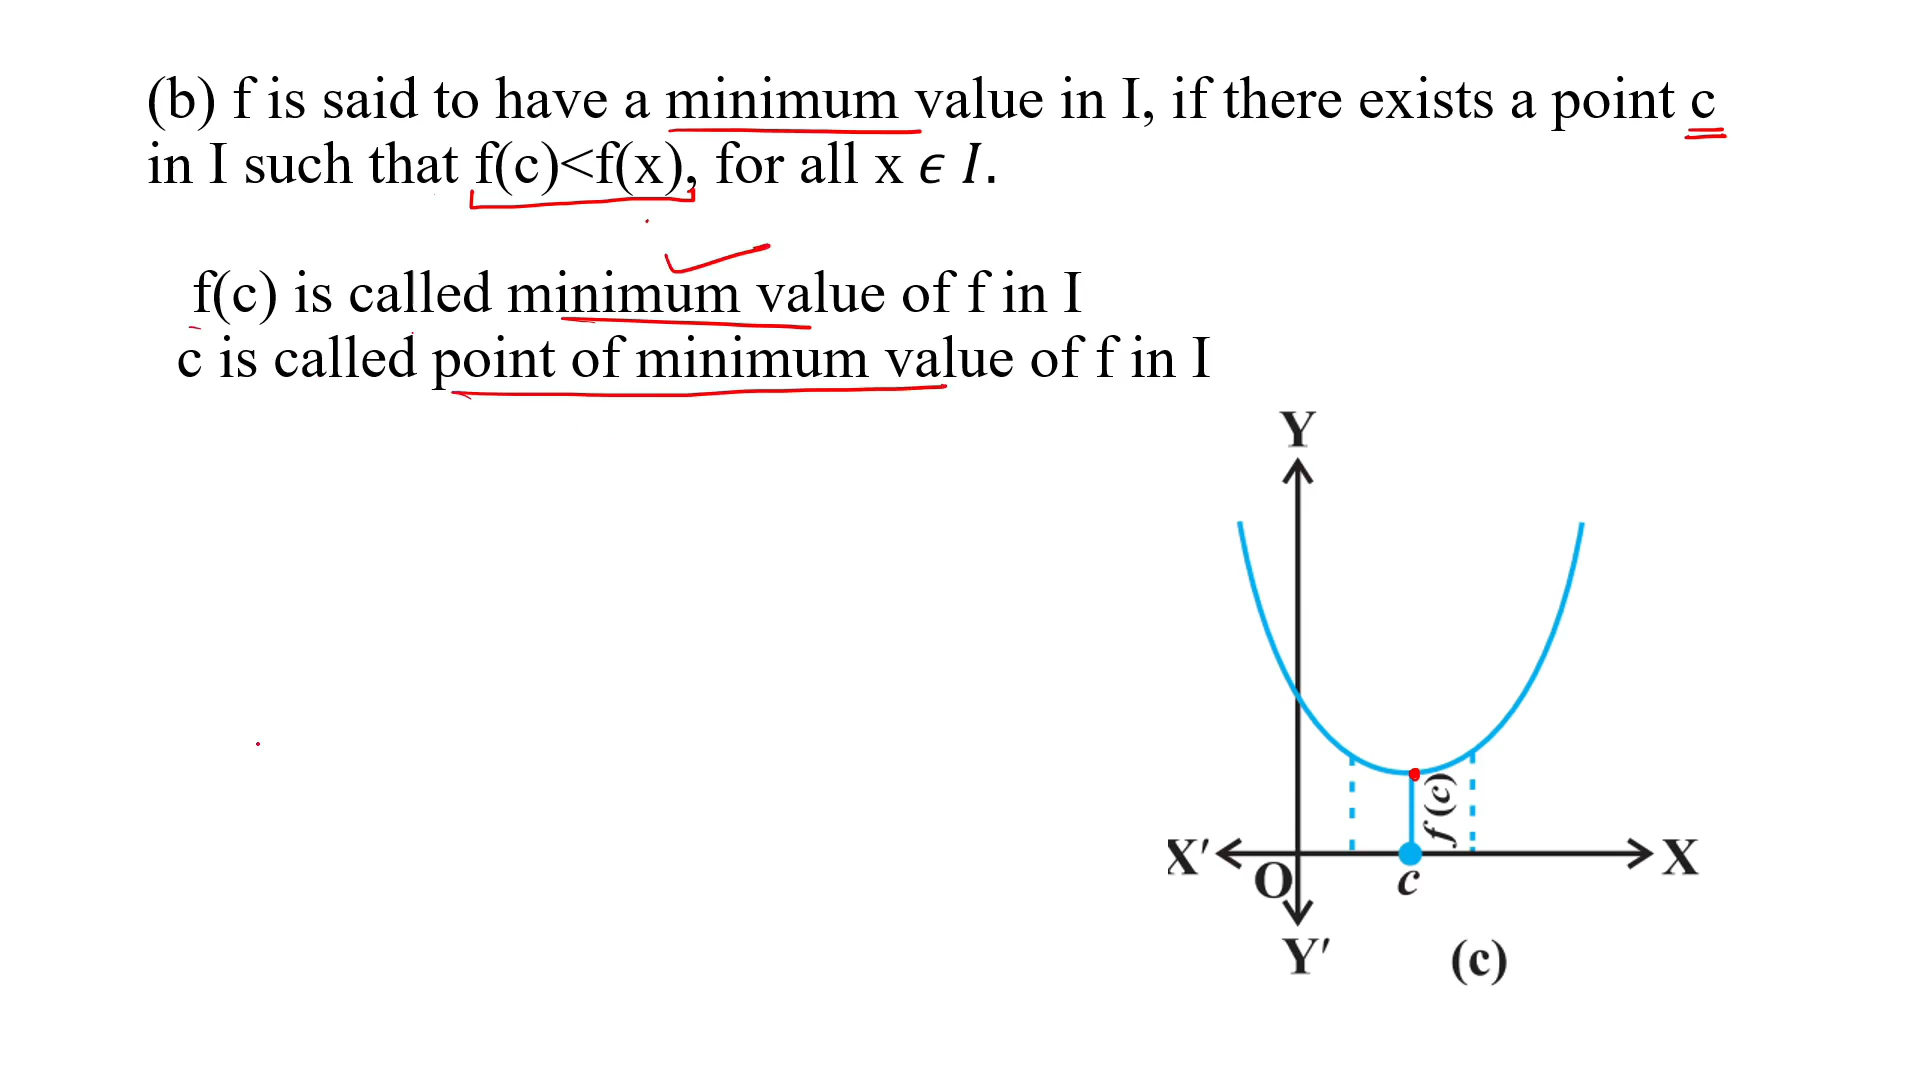 (b) f is said to have a minimum value in I, if there exists a point c
in I such that f(c)<f(x), for all x ϵ I.
f(c) is called minimum value of f in I
c is called point of minimum value of f in I
Y
f (c)
X′ O c X
Y′ (c)